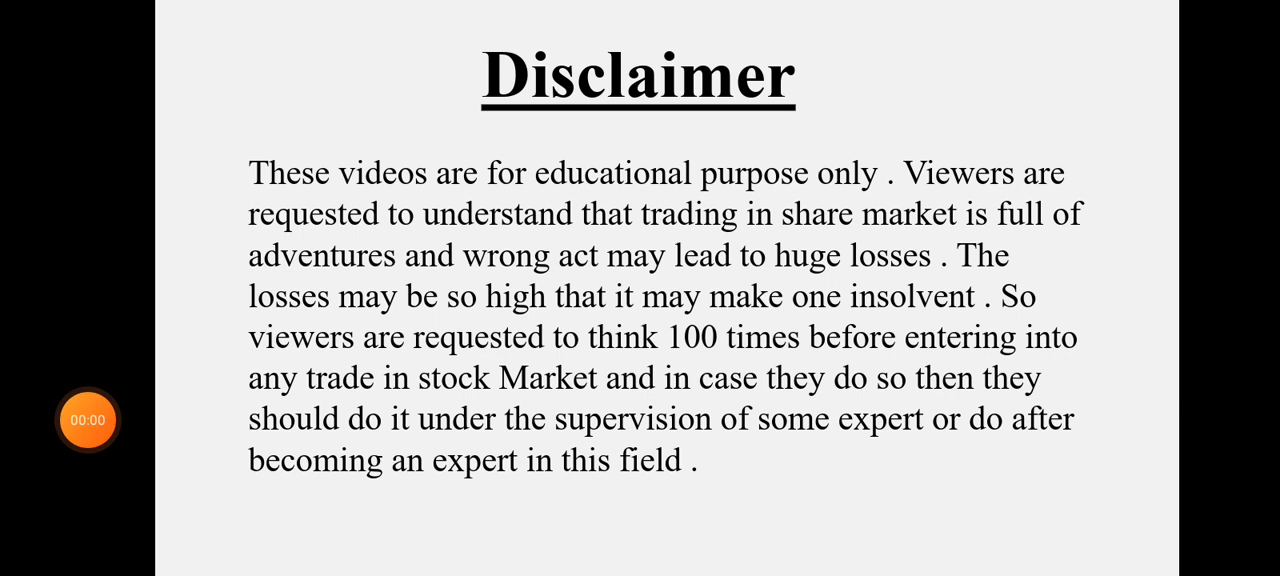 Disclaimer
These videos are for educational purpose only . Viewers are
requested to understand that trading in share market is full of
adventures and wrong act may lead to huge losses . The
losses may be so high that it may make one insolvent . So
viewers are requested to think 100 times before entering into
any trade in stock Market and in case they do so then they
should do it under the supervision of some expert or do after
becoming an expert in this field .
00:00